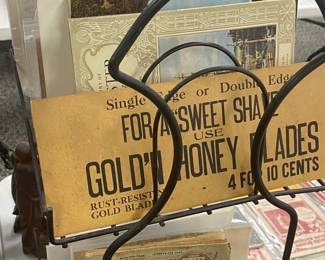 Single Edge or Double Edge
FOR A "SWEET SHAVE"
USE
GOLD'N HONEY BLADES
RUST-RESISTING
GOLD BLADES
4 FOR 10 CENTS